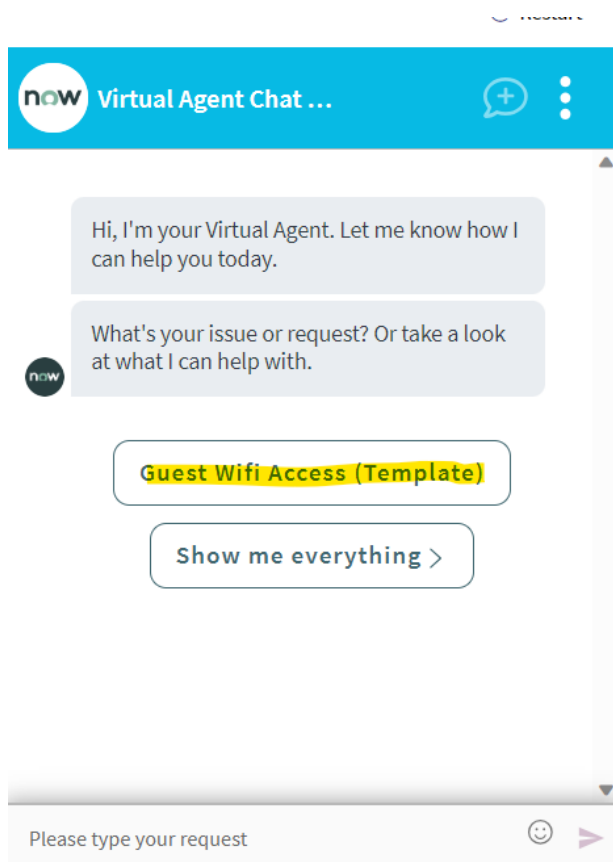 Restart
now Virtual Agent Chat ...
Hi, I'm your Virtual Agent. Let me know how I
can help you today.
What's your issue or request? Or take a look
at what I can help with.
now
Guest Wifi Access (Template)
Show me everything >
Please type your request